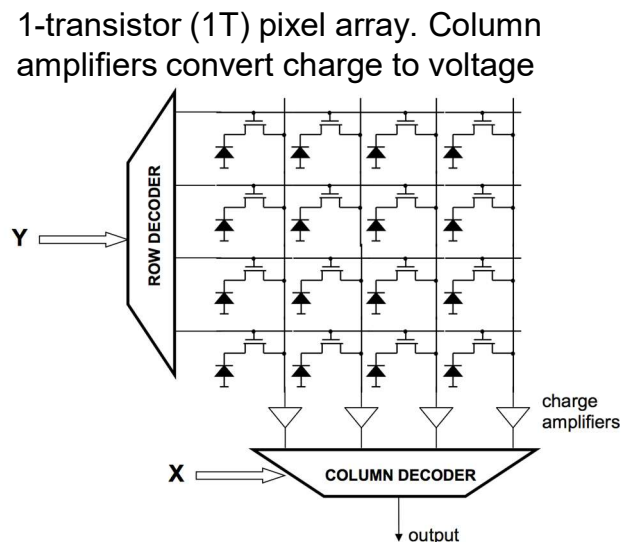 1-transistor (1T) pixel array. Column
amplifiers convert charge to voltage
ROW DECODER
Y
charge
amplifiers
X
COLUMN DECODER
output